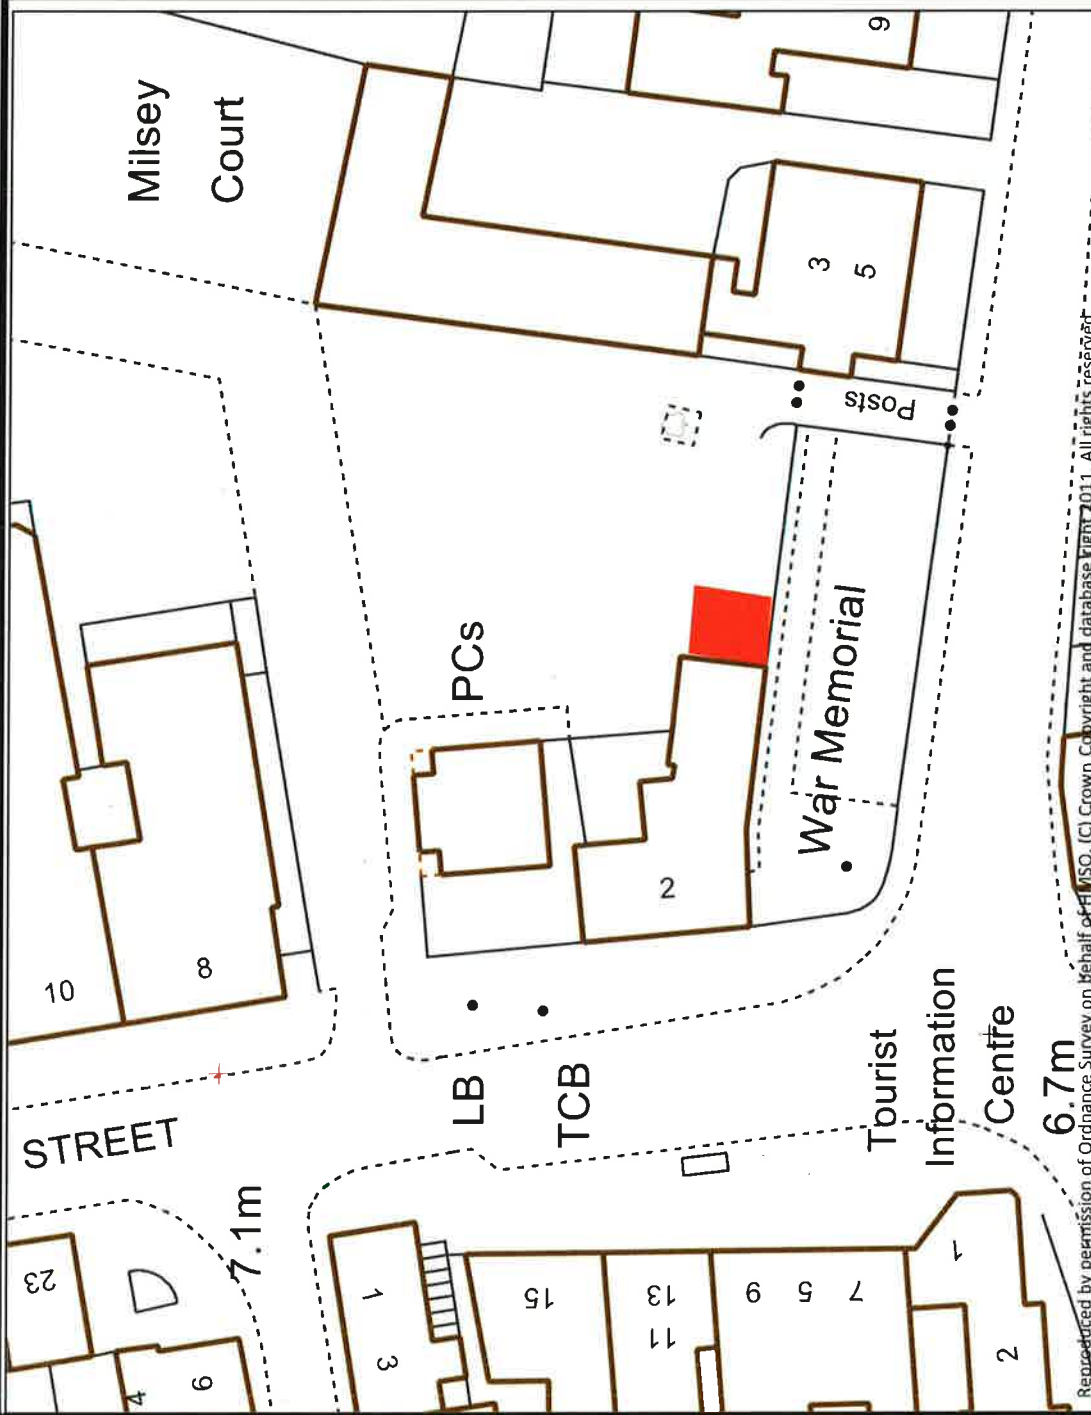 Milsey
Court
9
3
5
Posts
PCs
War Memorial
2
10
8
LB
TCB
STREET
7.1m
Tourist
Information
Centre
6.7m
23
4
9
1
3
15
13
11
9
5
7
1
2
Reproduced by permission of Ordnance Survey on behalf of HMSO. (C) Crown Copyright and database right 2011. All rights reserved